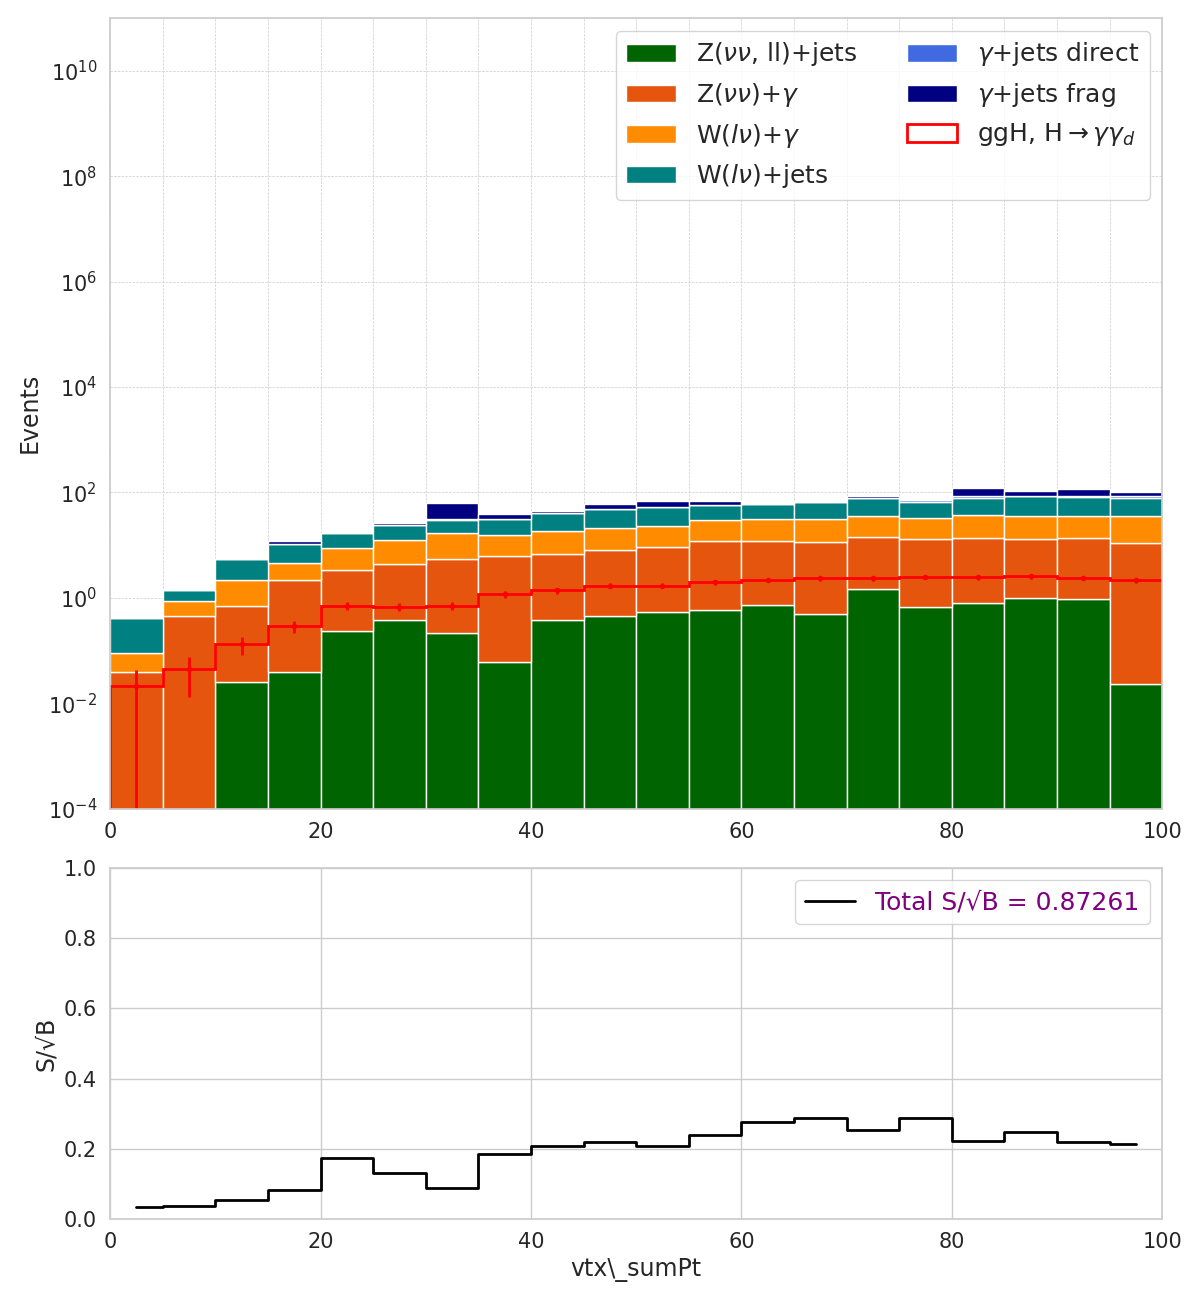 Z(νν, ll)+jets
Z(νν)+γ
W(lν)+γ
W(lν)+jets
γ+jets direct
γ+jets frag
ggH, H→γγ_d
Events
10^10
10^8
10^6
10^4
10^2
10^0
10^−2
10^−4
0 20 40 60 80 100
Total S/√B = 0.87261
S/√B
1.0
0.8
0.6
0.4
0.2
0.0
0 20 40 60 80 100
vtx\_sumPt